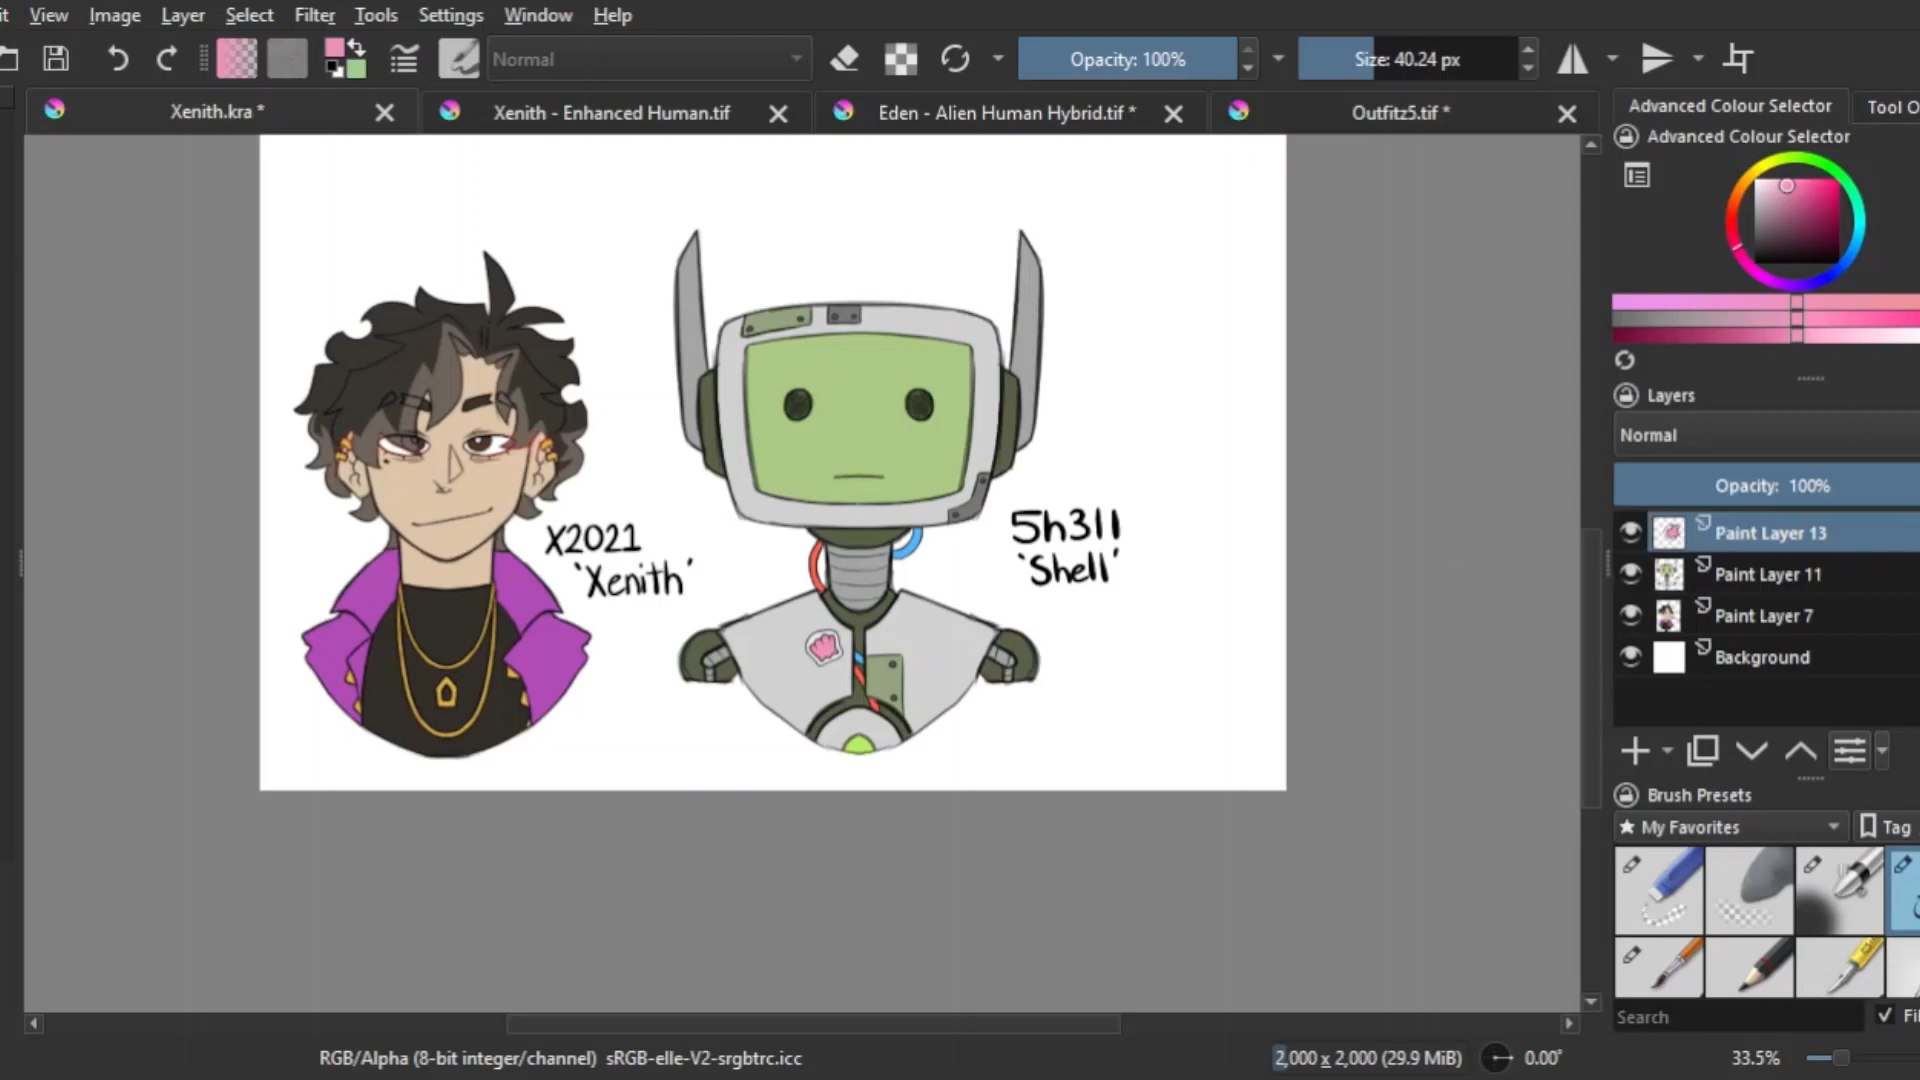 View Image Layer Select Filter Tools Settings Window Help
Normal Opacity: 100% Size: 40.24 px
Xenith.kra * Xenith - Enhanced Human.tif Eden - Alien Human Hybrid.tif * Outfitz5.tif *
Advanced Colour Selector Tool O
Advanced Colour Selector
X2021
'Xenith'
5h3ll
'Shell'
Layers
Normal
Opacity: 100%
Paint Layer 13
Paint Layer 11
Paint Layer 7
Background
Brush Presets
My Favorites Tag
Search Fil
RGB/Alpha (8-bit integer/channel) sRGB-elle-V2-srgbtrc.icc 2,000 x 2,000 (29.9 MiB) 0.00° 33.5%